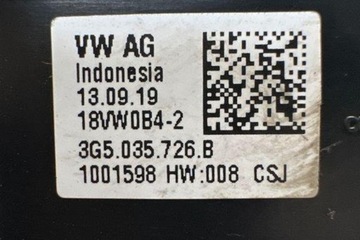 VW AG
Indonesia
13.09.19
18VW0B4-2
3G5.035.726.B
1001598 HW:008 CSJ